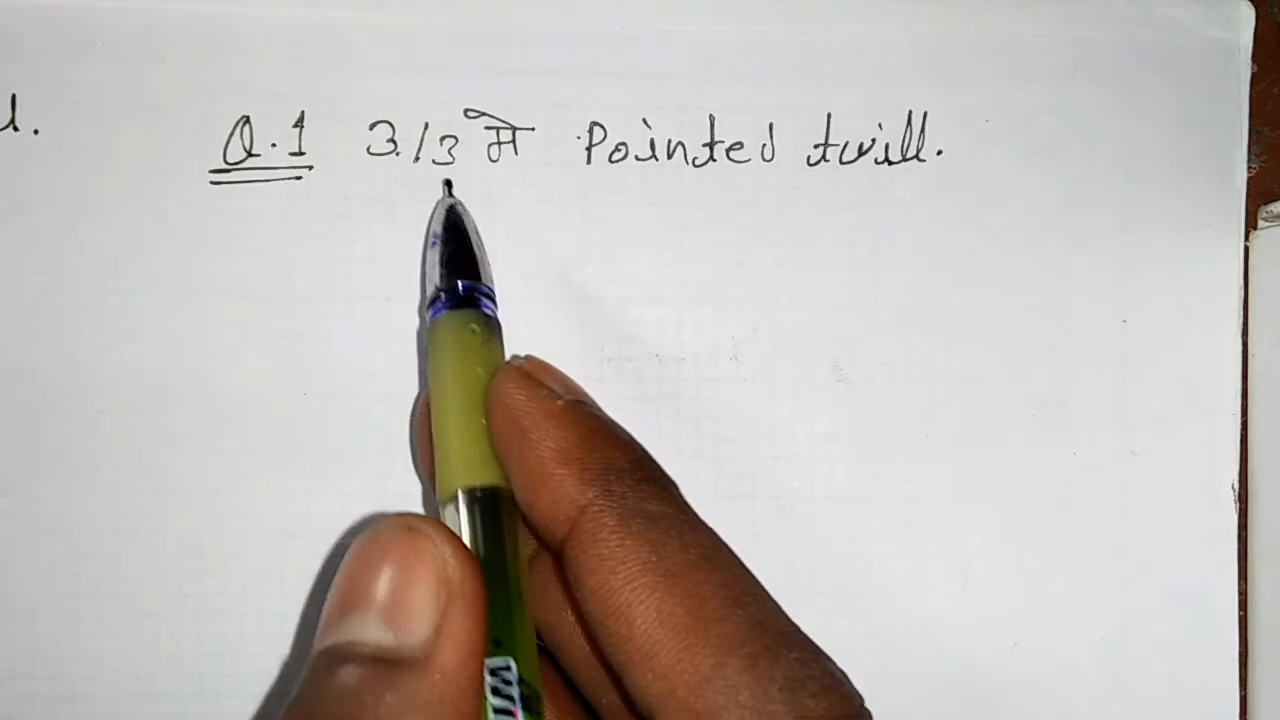 Q.1 3/3 मे Pointed twill.